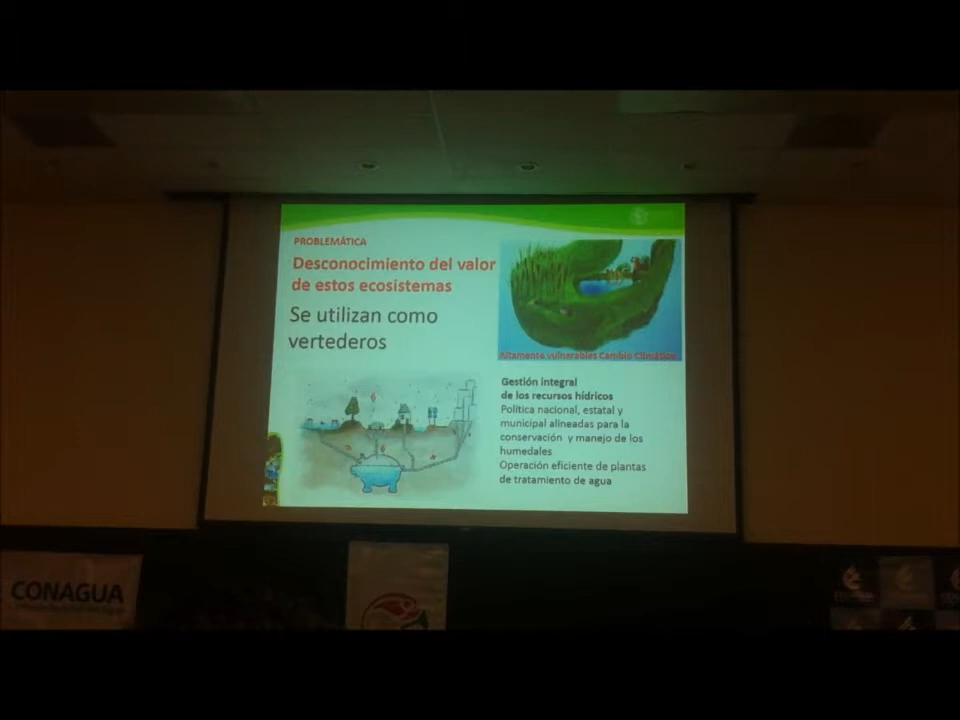 PROBLEMÁTICA
Desconocimiento del valor
de estos ecosistemas
Se utilizan como
vertederos
Altamente vulnerables Cambio Climático
Gestión integral
de los recursos hídricos
Política nacional, estatal y
municipal alineadas para la
conservación y manejo de los
humedales
Operación eficiente de plantas
de tratamiento de agua
CONAGUA